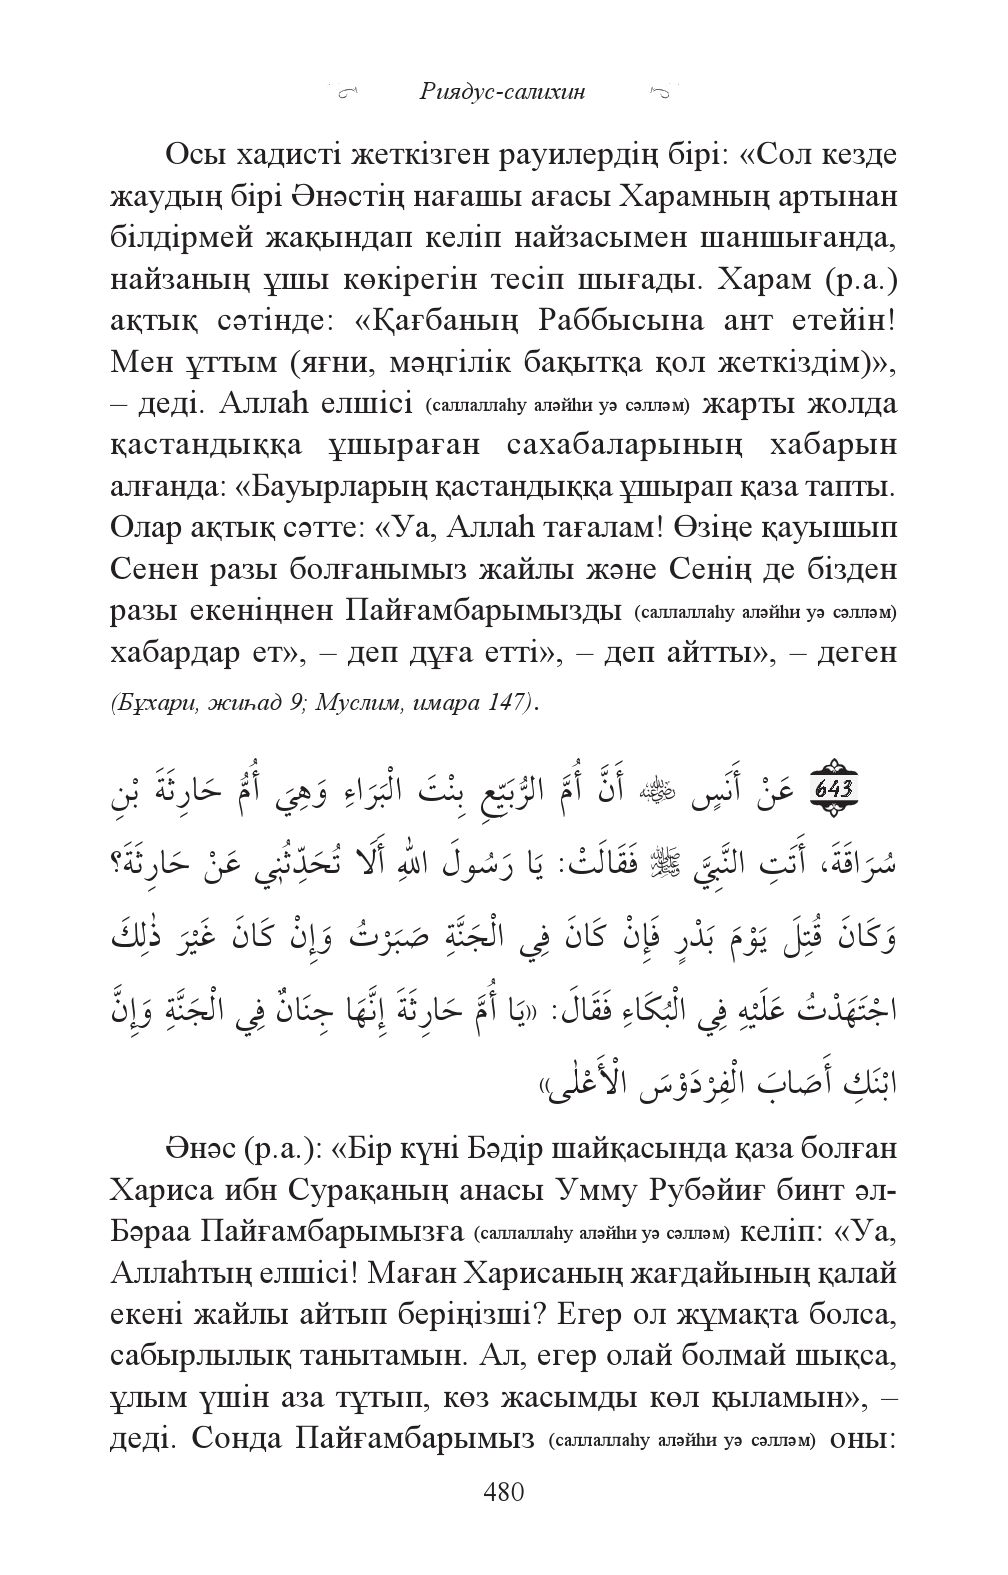 Риядус-салихин
Осы хадисті жеткізген рауилердің бірі: «Сол кезде
жаудың бірі Әнәстің нағашы ағасы Харамның артынан
білдірмей жақындап келіп найзасымен шаншығанда,
найзаның ұшы көкірегін тесіп шығады. Харам (р.а.)
ақтық сәтінде: «Қағбаның Раббысына ант етейін!
Мен ұттым (яғни, мәңгілік бақытқа қол жеткіздім)»,
– деді. Аллаһ елшісі (саллаллаһу аләйһи уә сәлләм) жарты жолда
қастандыққа ұшыраған сахабаларының хабарын
алғанда: «Бауырларың қастандыққа ұшырап қаза тапты.
Олар ақтық сәтте: «Уа, Аллаһ тағалам! Өзіңе қауышып
Сенен разы болғанымыз жайлы және Сенің де бізден
разы екеніңнен Пайғамбарымызды (саллаллаһу аләйһи уә сәлләм)
хабардар ет», – деп дұға етті», – деп айтты», – деген
(Бұхари, жиһад 9; Муслим, имара 147).
643 عَنْ أَنَسٍ ﷺ أَنَّ أُمَّ الرُّبَيِّعِ بِنْتَ الْبَرَاءِ وَهِيَ أُمُّ حَارِثَةَ بْنِ
سُرَاقَةَ، أَتَتِ النَّبِيَّ ﷺ فَقَالَتْ: يَا رَسُولَ اللهِ أَلَا تُحَدِّثُنِي عَنْ حَارِثَةَ؟
وَكَانَ قُتِلَ يَوْمَ بَدْرٍ فَإِنْ كَانَ فِي الْجَنَّةِ صَبَرْتُ وَإِنْ كَانَ غَيْرَ ذٰلِكَ
اجْتَهَدْتُ عَلَيْهِ فِي الْبُكَاءِ فَقَالَ: «يَا أُمَّ حَارِثَةَ إِنَّهَا جِنَانٌ فِي الْجَنَّةِ وَإِنَّ
ابْنَكِ أَصَابَ الْفِرْدَوْسَ الْأَعْلٰى»
Әнәс (р.а.): «Бір күні Бәдір шайқасында қаза болған
Хариса ибн Сурақаның анасы Умму Рубәйиғ бинт әл-
Бәраа Пайғамбарымызға (саллаллаһу аләйһи уә сәлләм) келіп: «Уа,
Аллаһтың елшісі! Маған Харисаның жағдайының қалай
екені жайлы айтып беріңізші? Егер ол жұмақта болса,
сабырлылық танытамын. Ал, егер олай болмай шықса,
ұлым үшін аза тұтып, көз жасымды көл қыламын», –
деді. Сонда Пайғамбарымыз (саллаллаһу аләйһи уә сәлләм) оны:
480